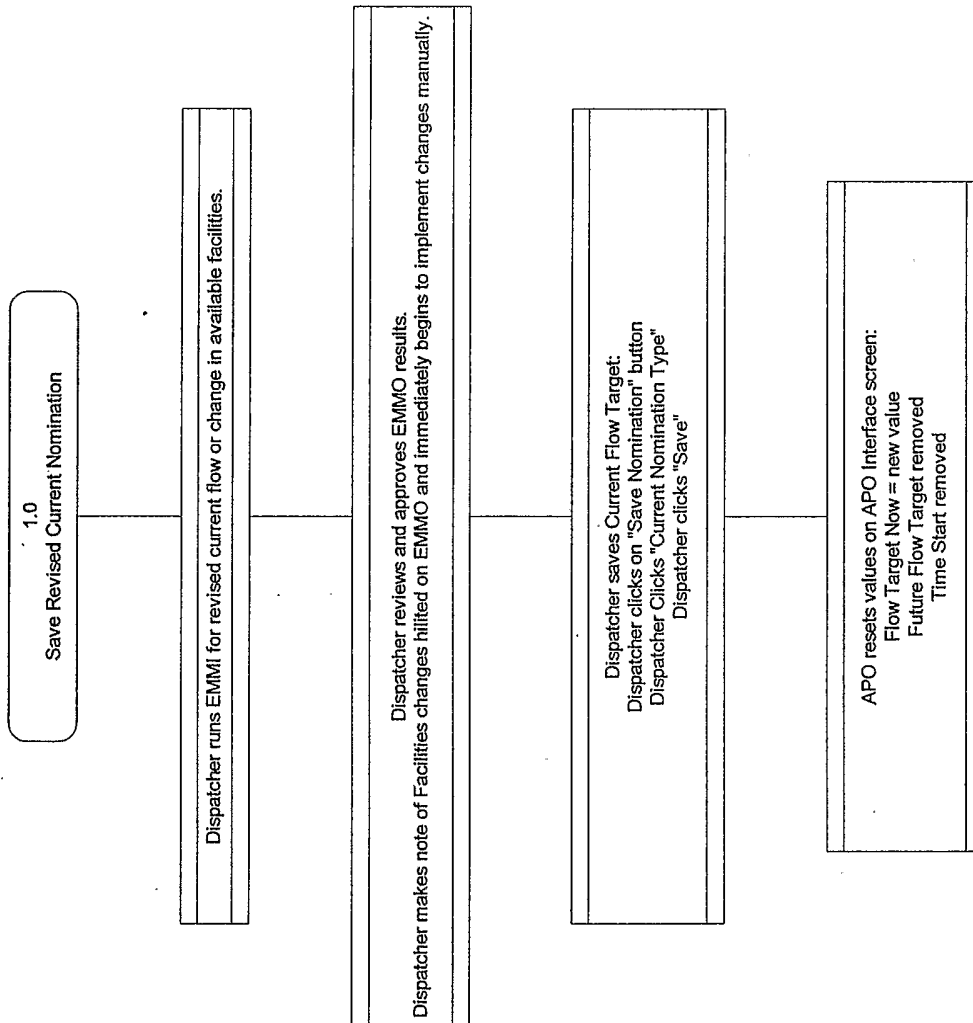 1.0
Save Revised Current Nomination
Dispatcher runs EMMI for revised current flow or change in available facilities.
Dispatcher reviews and approves EMMO results.
Dispatcher makes note of Facilities changes hilited on EMMO and immediately begins to implement changes manually.
Dispatcher saves Current Flow Target:
Dispatcher clicks on "Save Nomination" button
Dispatcher Clicks "Current Nomination Type"
Dispatcher clicks "Save"
APO resets values on APO Interface screen:
Flow Target Now = new value
Future Flow Target removed
Time Start removed